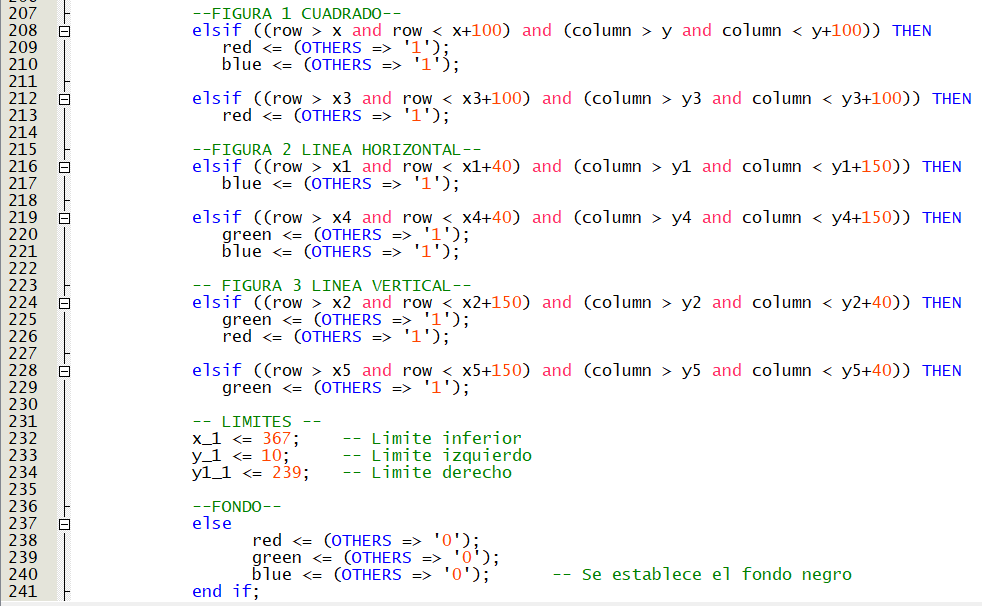 207 --FIGURA 1 CUADRADO--
208 elsif ((row > x and row < x+100) and (column > y and column < y+100)) THEN
209 red <= (OTHERS => '1');
210 blue <= (OTHERS => '1');
211
212 elsif ((row > x3 and row < x3+100) and (column > y3 and column < y3+100)) THEN
213 red <= (OTHERS => '1');
214
215 --FIGURA 2 LINEA HORIZONTAL--
216 elsif ((row > x1 and row < x1+40) and (column > y1 and column < y1+150)) THEN
217 blue <= (OTHERS => '1');
218
219 elsif ((row > x4 and row < x4+40) and (column > y4 and column < y4+150)) THEN
220 green <= (OTHERS => '1');
221 blue <= (OTHERS => '1');
222
223 -- FIGURA 3 LINEA VERTICAL--
224 elsif ((row > x2 and row < x2+150) and (column > y2 and column < y2+40)) THEN
225 green <= (OTHERS => '1');
226 red <= (OTHERS => '1');
227
228 elsif ((row > x5 and row < x5+150) and (column > y5 and column < y5+40)) THEN
229 green <= (OTHERS => '1');
230
231 -- LIMITES --
232 x_1 <= 367; -- Limite inferior
233 y_1 <= 10; -- Limite izquierdo
234 y1_1 <= 239; -- Limite derecho
235
236 --FONDO--
237 else
238 red <= (OTHERS => '0');
239 green <= (OTHERS => '0');
240 blue <= (OTHERS => '0'); -- Se establece el fondo negro
241 end if;